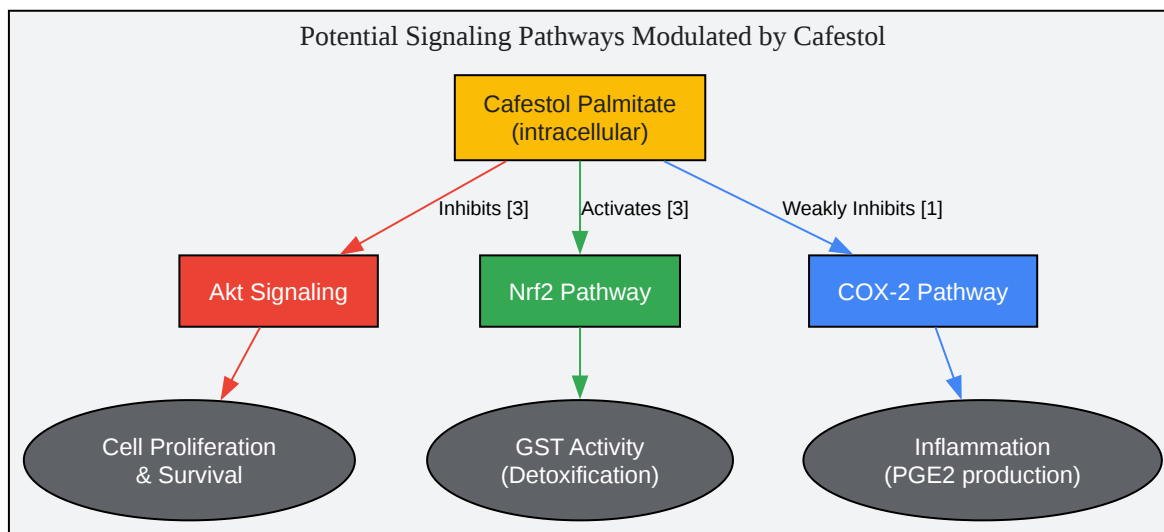 Potential Signaling Pathways Modulated by Cafestol
Cafestol Palmitate
(intracellular)
Inhibits [3]
Activates [3]
Weakly Inhibits [1]
Akt Signaling
Nrf2 Pathway
COX-2 Pathway
Cell Proliferation
& Survival
GST Activity
(Detoxification)
Inflammation
(PGE2 production)